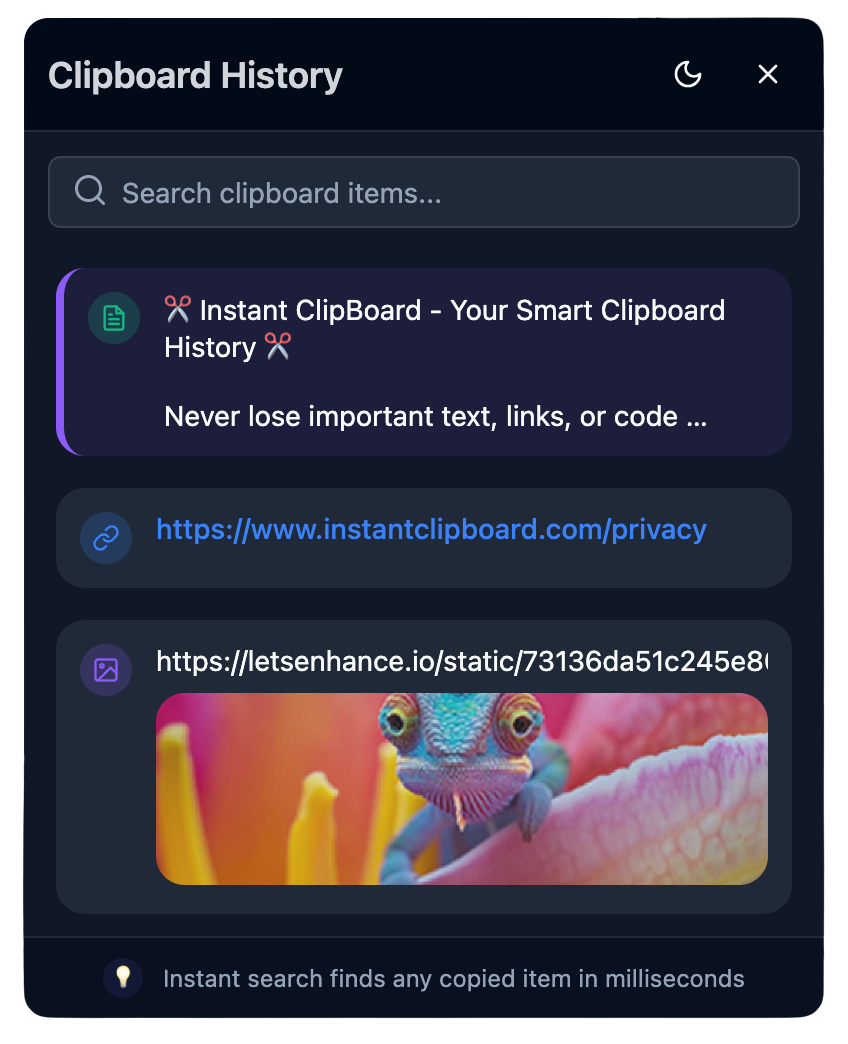 Clipboard History
Search clipboard items...
✂️ Instant ClipBoard - Your Smart Clipboard
History ✂️
Never lose important text, links, or code ...
https://www.instantclipboard.com/privacy
https://letsenhance.io/static/73136da51c245e8
Instant search finds any copied item in milliseconds